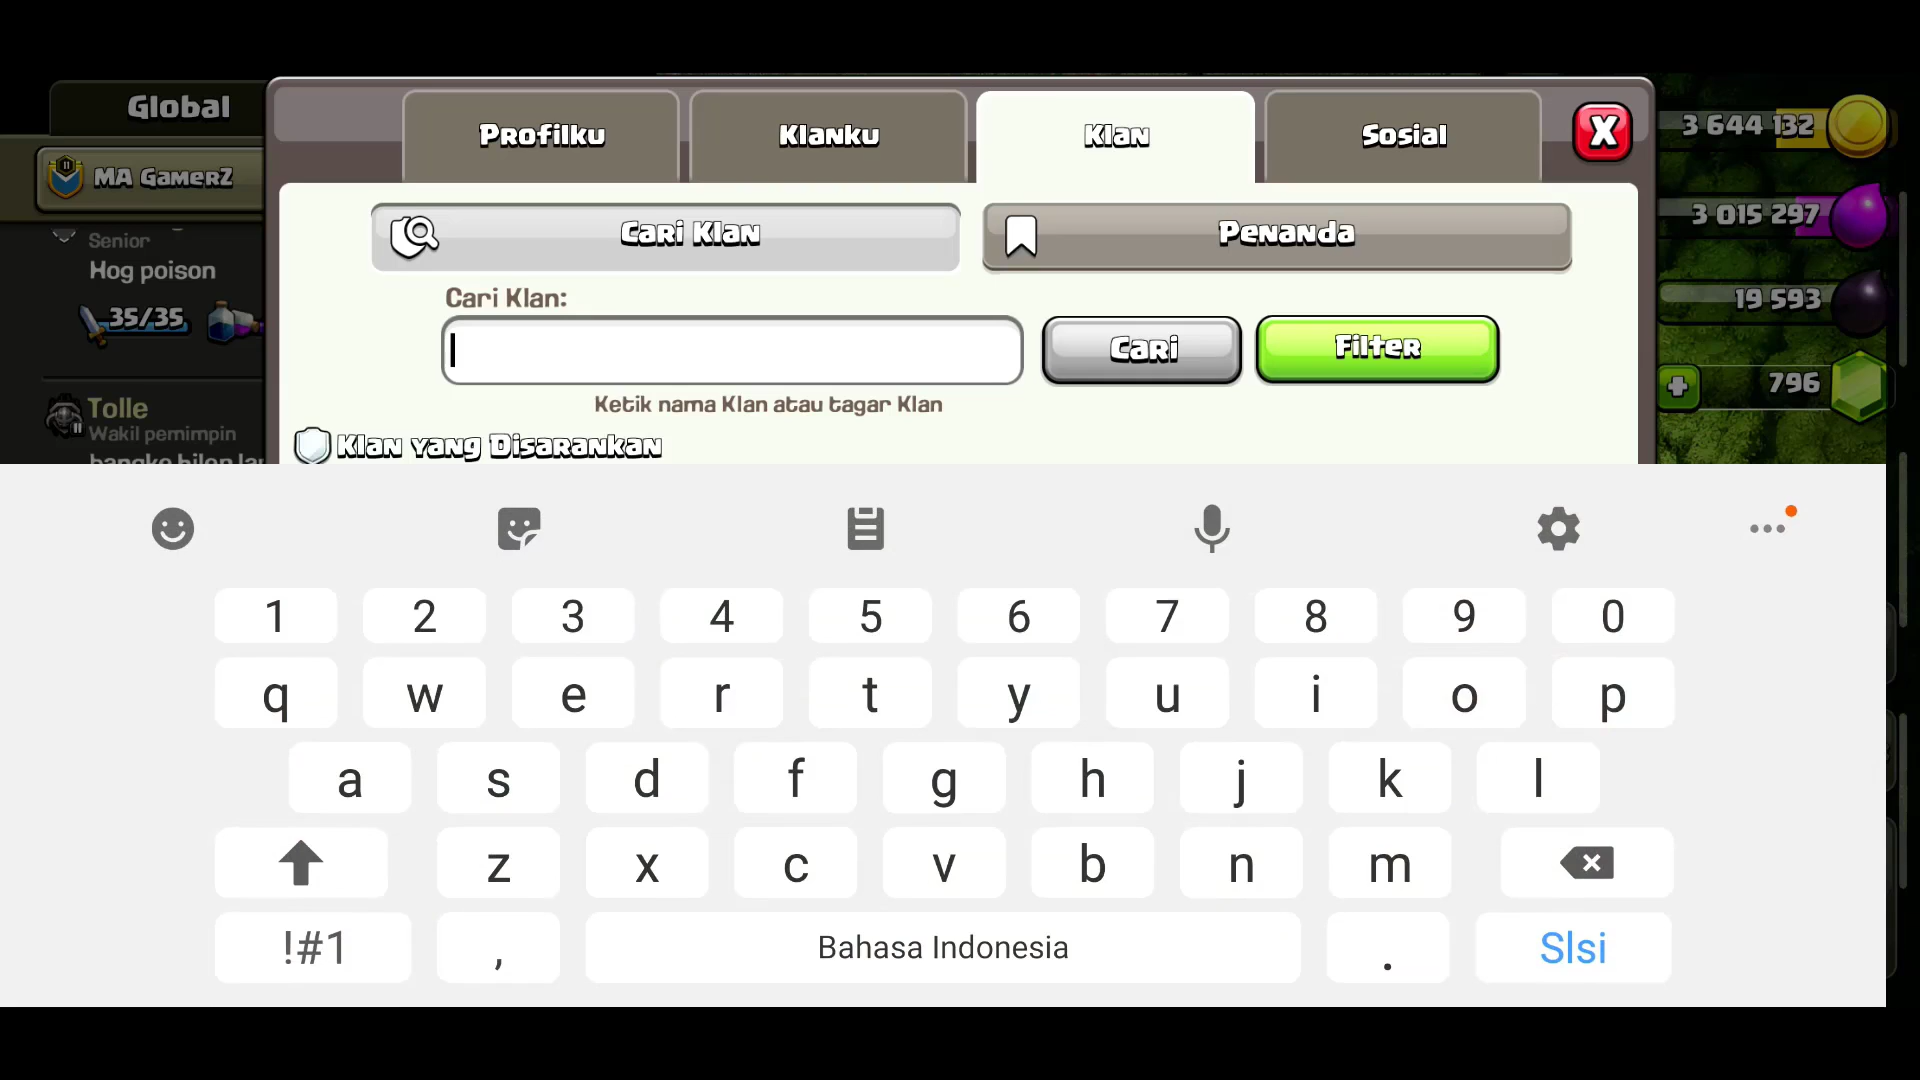 Global
Profilku
Klanku
Klan
Sosial
X
3 644 132
MA GamerZ
Cari Klan
Penanda
3 015 297
Senior
Hog poison
35/35
Cari Klan:
Cari
Filter
19 593
796
Ketik nama Klan atau tagar Klan
Tolle
Wakil pemimpin
Klan yang Disarankan
1 2 3 4 5 6 7 8 9 0
q w e r t y u i o p
a s d f g h j k l
z x c v b n m
!#1 , Bahasa Indonesia . Slsi